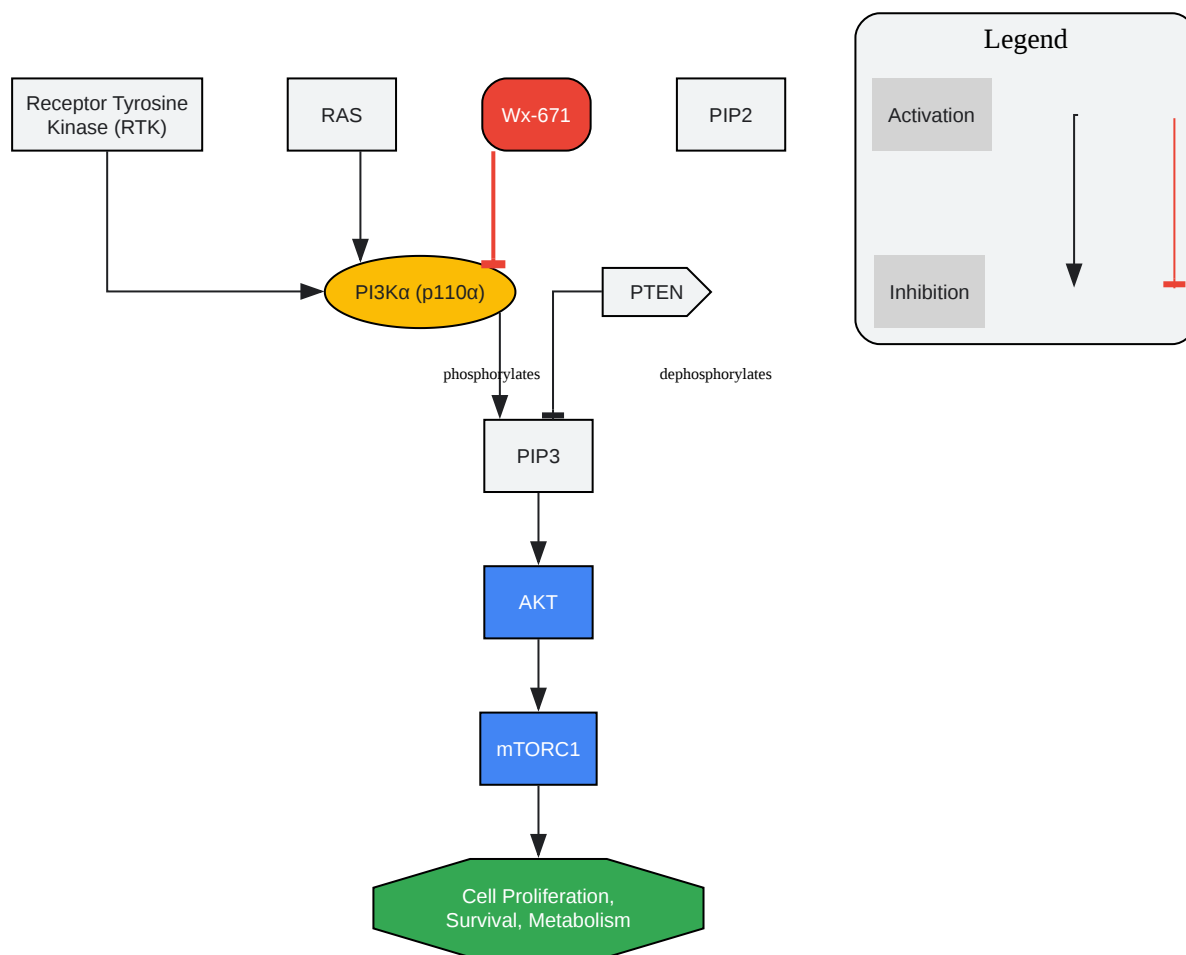 Legend
Receptor Tyrosine
Kinase (RTK)
RAS
Wx-671
PIP2
Activation
PI3Kα (p110α)
PTEN
Inhibition
phosphorylates
dephosphorylates
PIP3
AKT
mTORC1
Cell Proliferation,
Survival, Metabolism